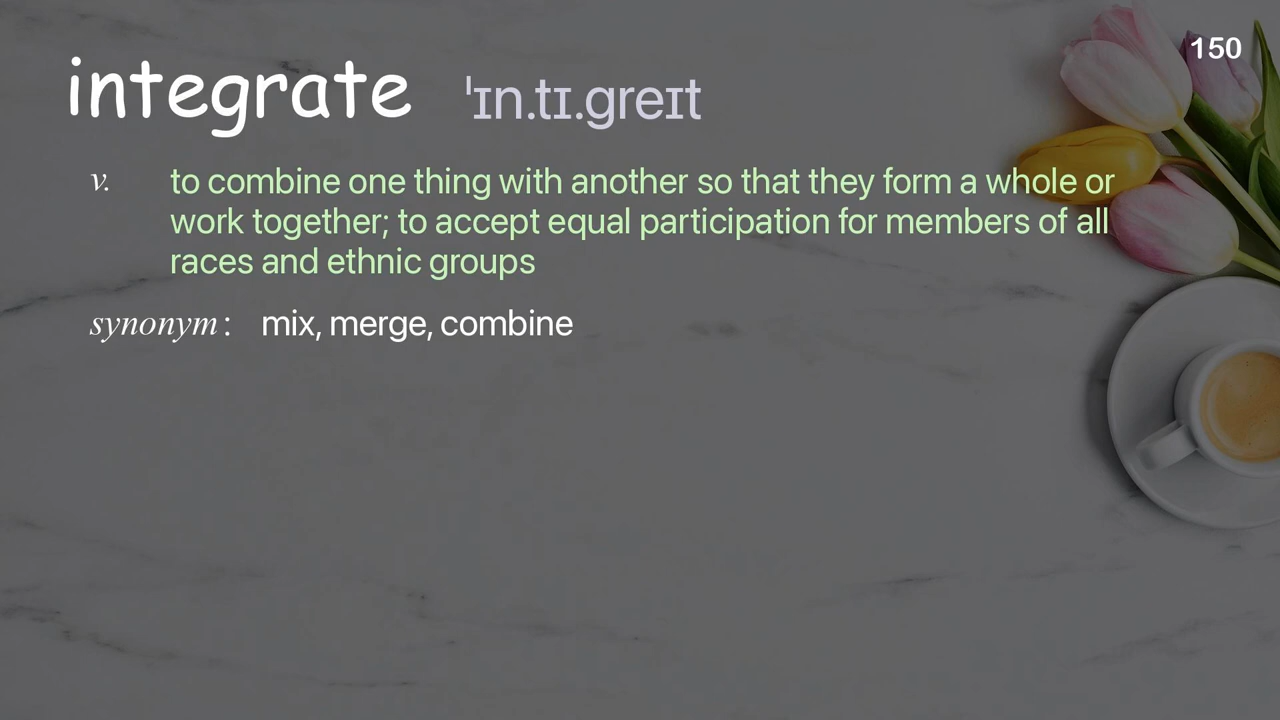 150
integrate ˈɪn.tɪ.greɪt
v. to combine one thing with another so that they form a whole or
work together; to accept equal participation for members of all
races and ethnic groups
synonym: mix, merge, combine